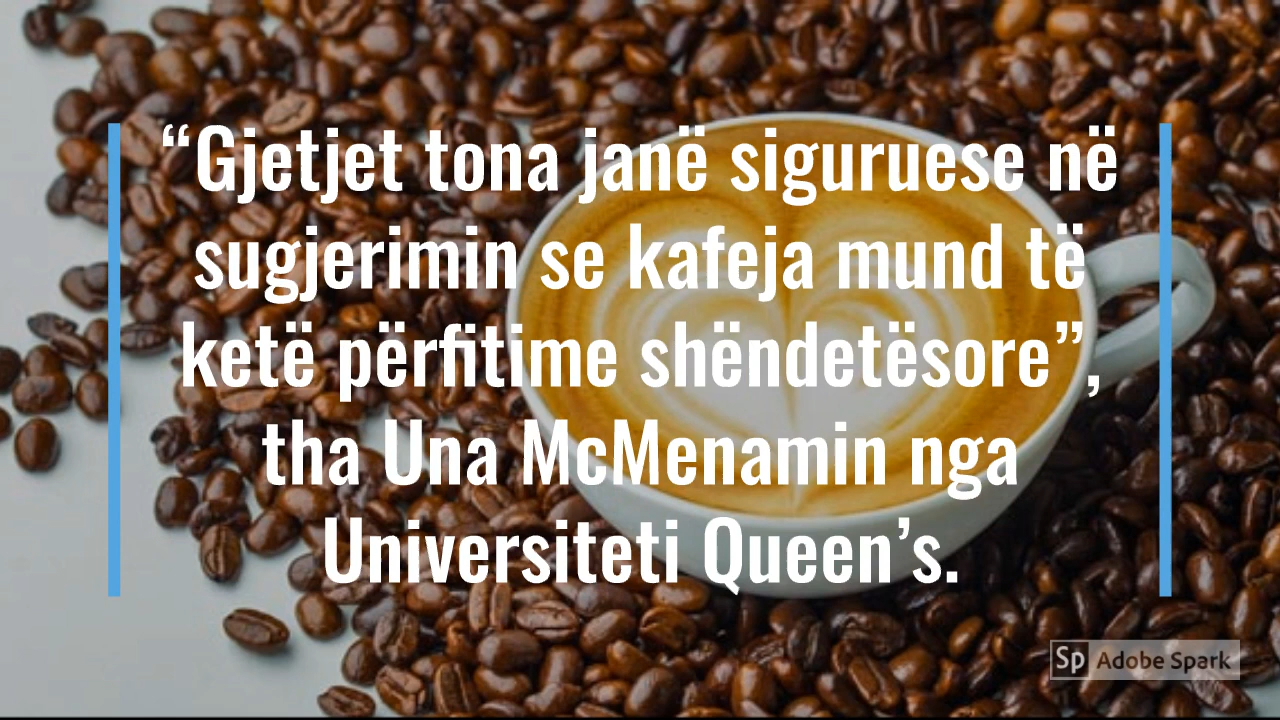 “Gjetjet tona janë siguruese në
sugjerimin se kafeja mund të
ketë përfitime shëndetësore”,
tha Una McMenamin nga
Universiteti Queen’s.
Sp Adobe Spark